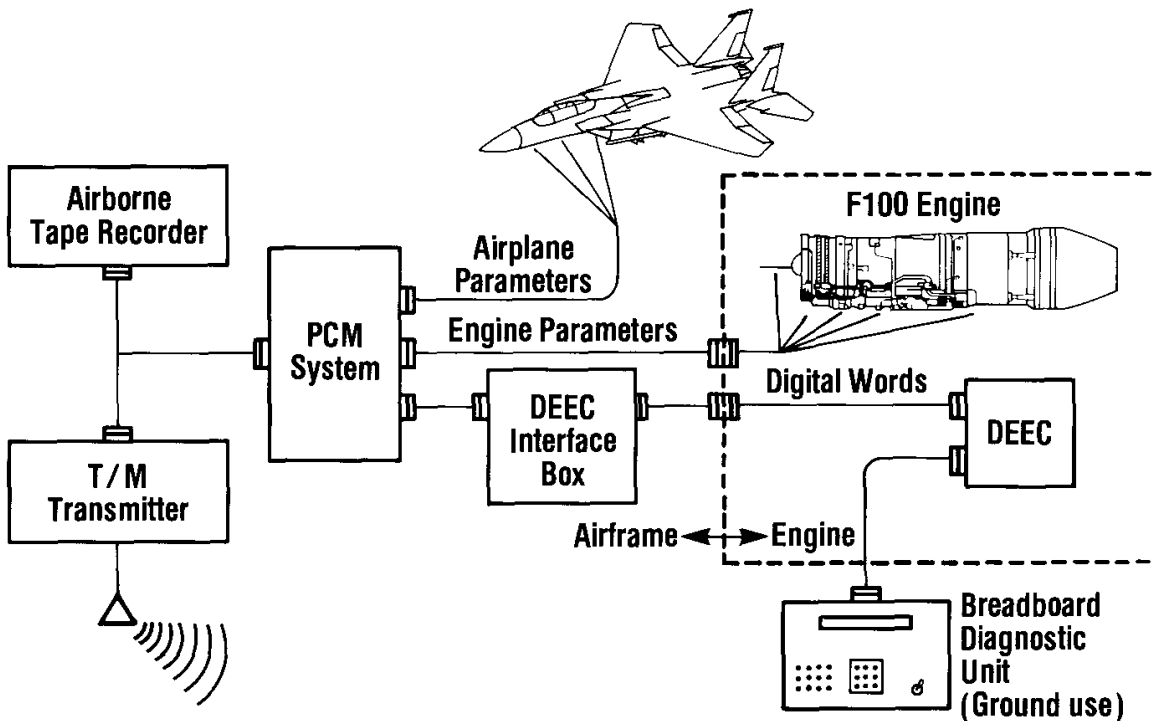 Airborne
Tape Recorder
F100 Engine
Airplane
Parameters
PCM
System
Engine Parameters
Digital Words
DEEC
Interface
Box
DEEC
T/M
Transmitter
Airframe
Engine
Breadboard
Diagnostic
Unit
(Ground use)